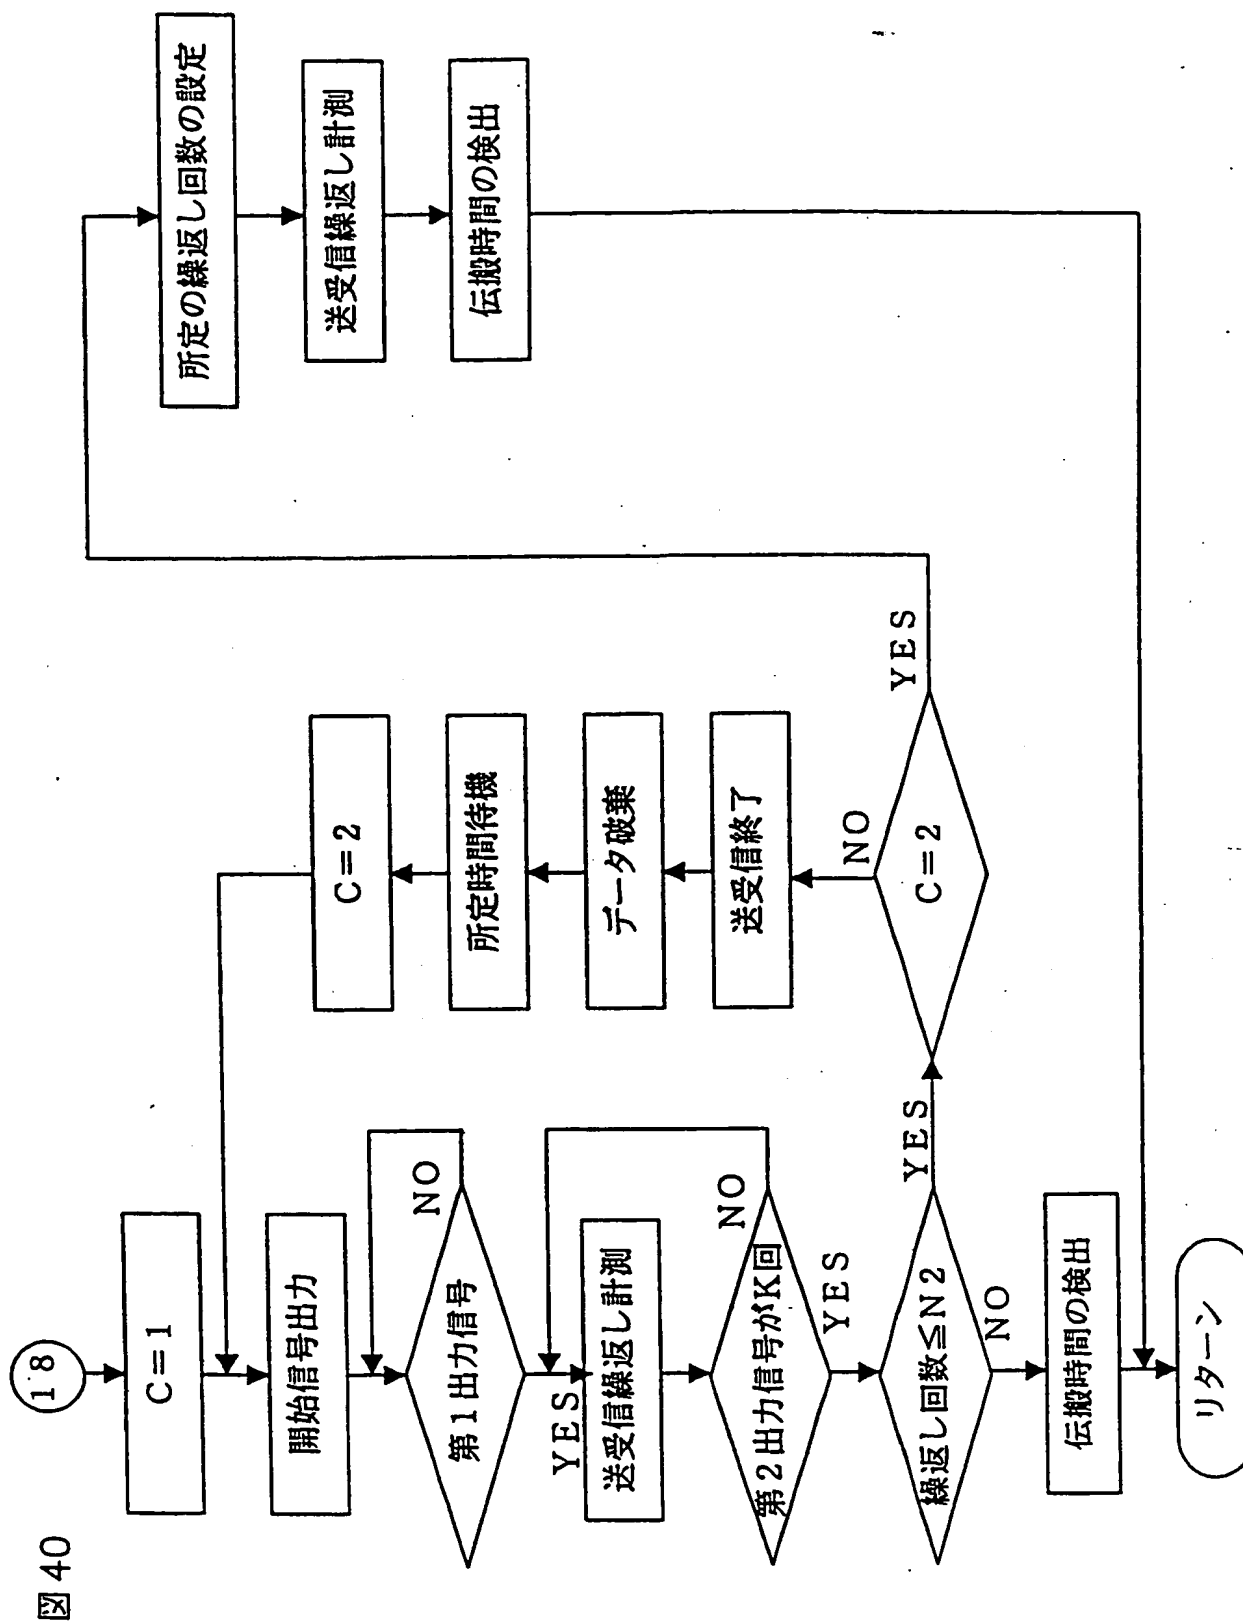 図40
18
C=1
開始信号出力
第1出力信号
NO
YES
送受信繰返し計測
第2出力信号がK回
NO
YES
繰返し回数≦N2
YES
NO
伝搬時間の検出
リターン
C=2
NO
YES
送受信終了
データ破棄
所定時間待機
C=2
所定の繰返し回数の設定
送受信繰返し計測
伝搬時間の検出